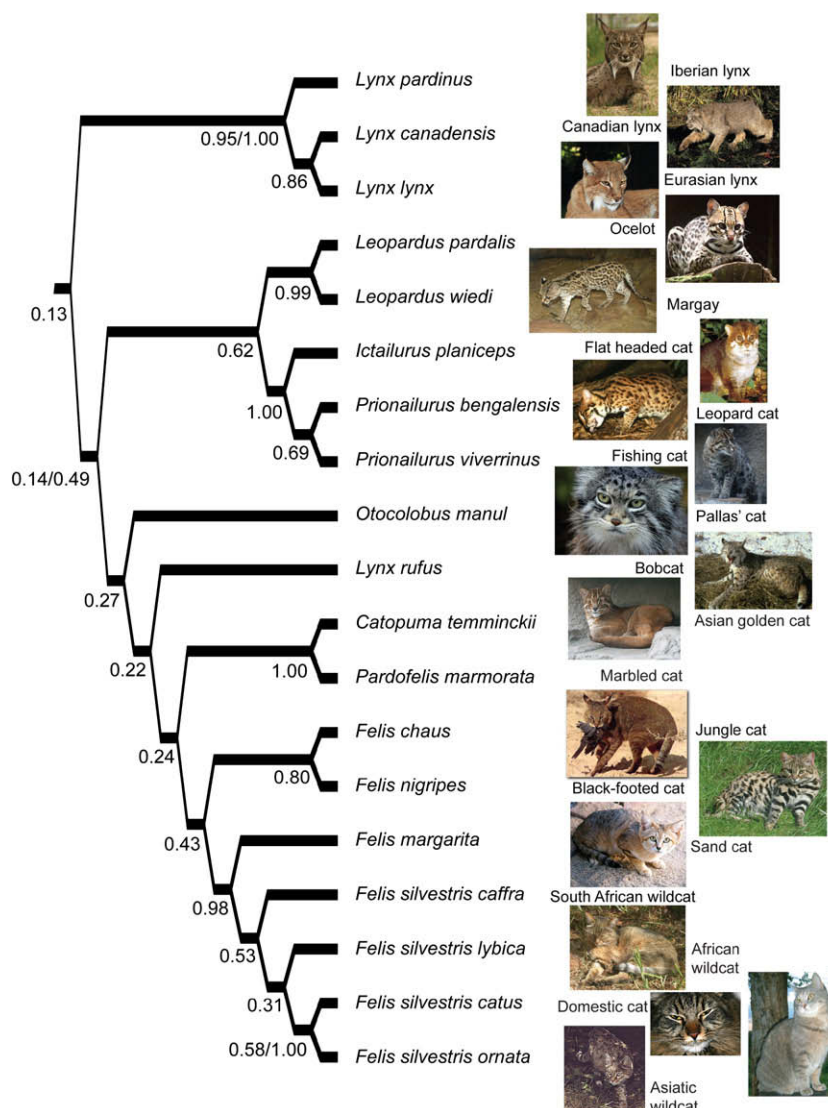 Lynx pardinus
Iberian lynx
0.95/1.00
Lynx canadensis
Canadian lynx
0.86
Lynx lynx
Eurasian lynx
Ocelot
Leopardus pardalis
0.99
Leopardus wiedi
Margay
0.13
0.62
Ictailurus planiceps
Flat headed cat
1.00
Prionailurus bengalensis
Leopard cat
0.69
Prionailurus viverrinus
Fishing cat
0.14/0.49
Otocolobus manul
Pallas' cat
0.27
Lynx rufus
Bobcat
Catopuma temminckii
Asian golden cat
0.22
1.00
Pardofelis marmorata
Marbled cat
Felis chaus
Jungle cat
0.24
0.80
Felis nigripes
Black-footed cat
0.43
Felis margarita
Sand cat
0.98
Felis silvestris caffra
South African wildcat
0.53
Felis silvestris lybica
African
wildcat
0.31
Felis silvestris catus
Domestic cat
0.58/1.00
Felis silvestris ornata
Asiatic
wildcat